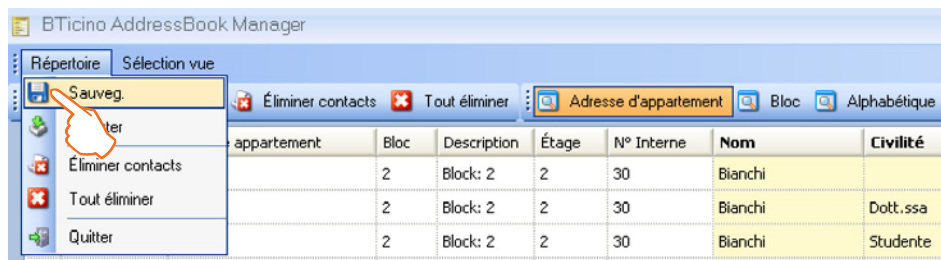 BTicino AddressBook Manager
Répertoire Sélection vue
Sauveg.
Éliminer contacts Tout éliminer Adresse d'appartement Bloc Alphabétique
appartement Bloc Description Étage N° Interne Nom Civilité
Éliminer contacts
2 Block: 2 2 30 Bianchi
Tout éliminer
2 Block: 2 2 30 Bianchi Dott.ssa
Quitter
2 Block: 2 2 30 Bianchi Studente